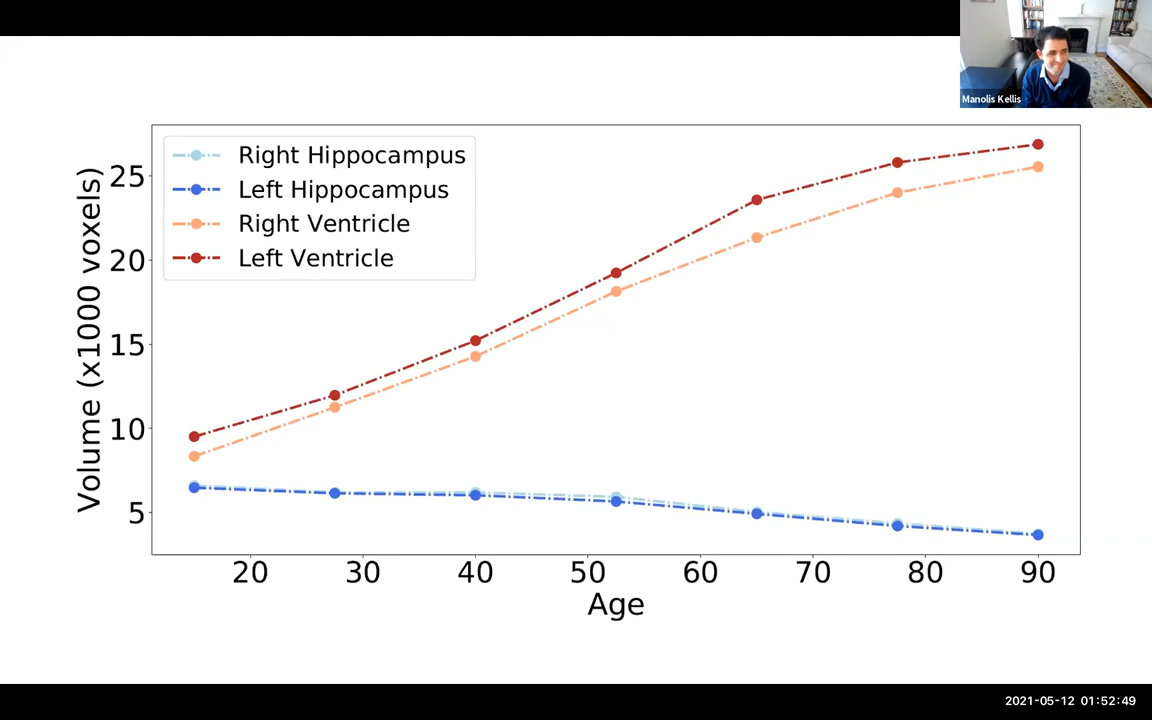 Manolis Kellis
Right Hippocampus
Left Hippocampus
Right Ventricle
Left Ventricle
Volume (x1000 voxels)
25
20
15
10
5
20 30 40 50 60 70 80 90
Age
2021-05-12 01:52:49